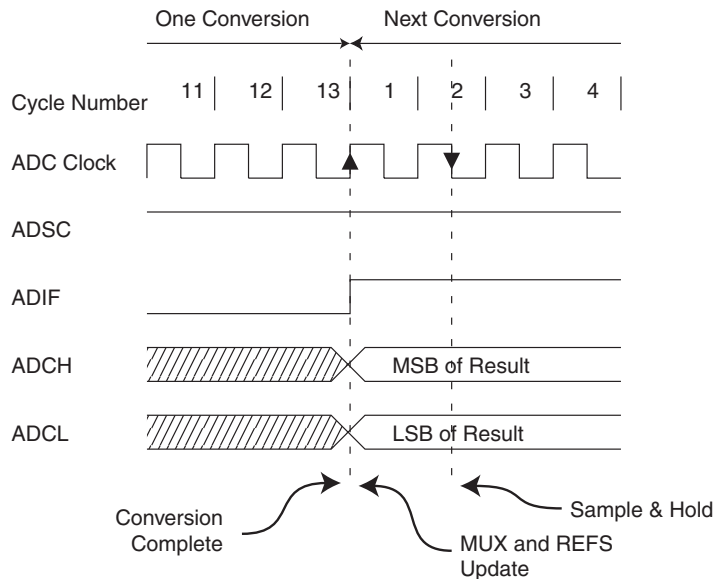 One Conversion Next Conversion
Cycle Number 11 12 13 1 2 3 4
ADC Clock
ADSC
ADIF
ADCH MSB of Result
ADCL LSB of Result
Conversion
Complete
MUX and REFS
Update
Sample & Hold